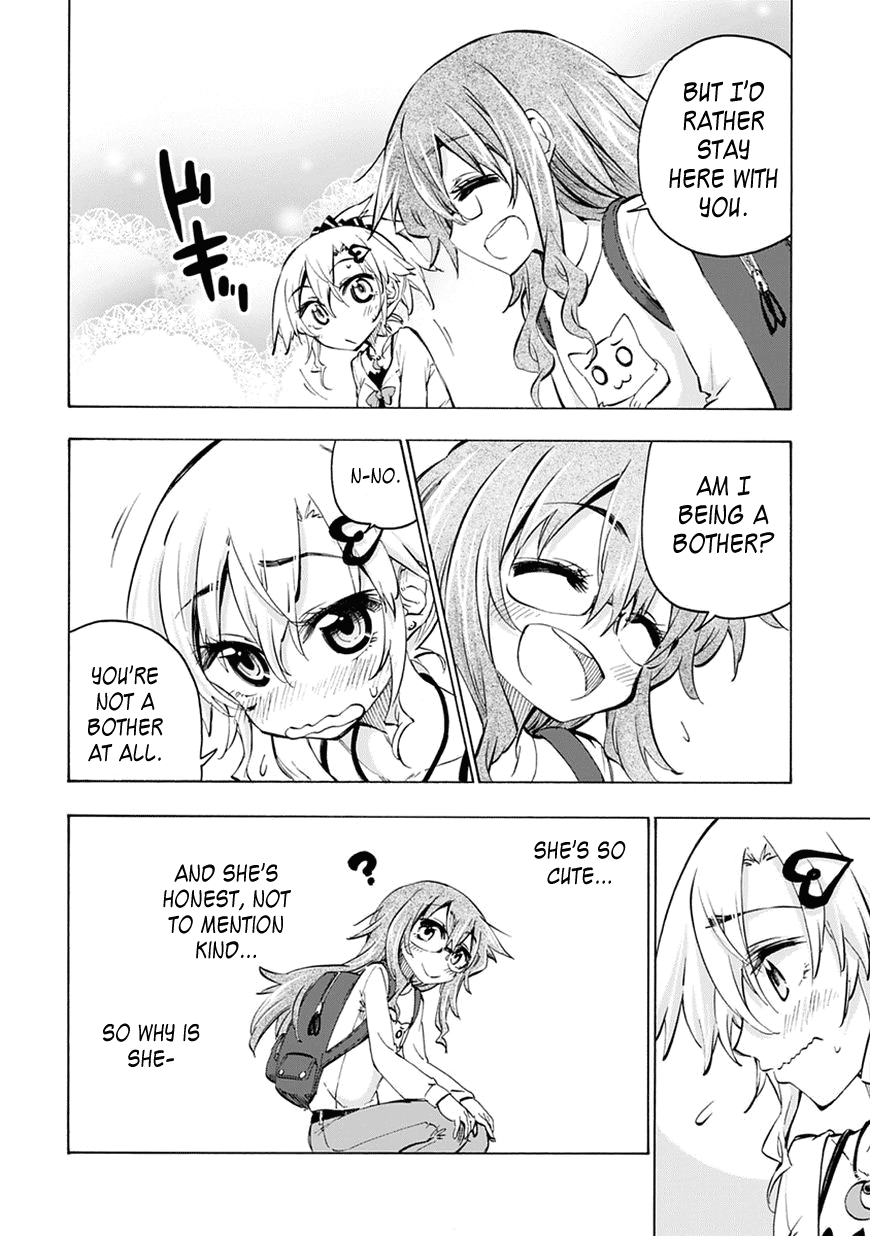 BUT I'D
RATHER
STAY
HERE WITH
YOU.
ドキ
AM I
BEING A
BOTHER?
N-NO.
YOU'RE
NOT A
BOTHER
AT ALL.
SHE'S SO
CUTE...
?
AND SHE'S
HONEST, NOT
TO MENTION
KIND...
SO WHY IS
SHE-